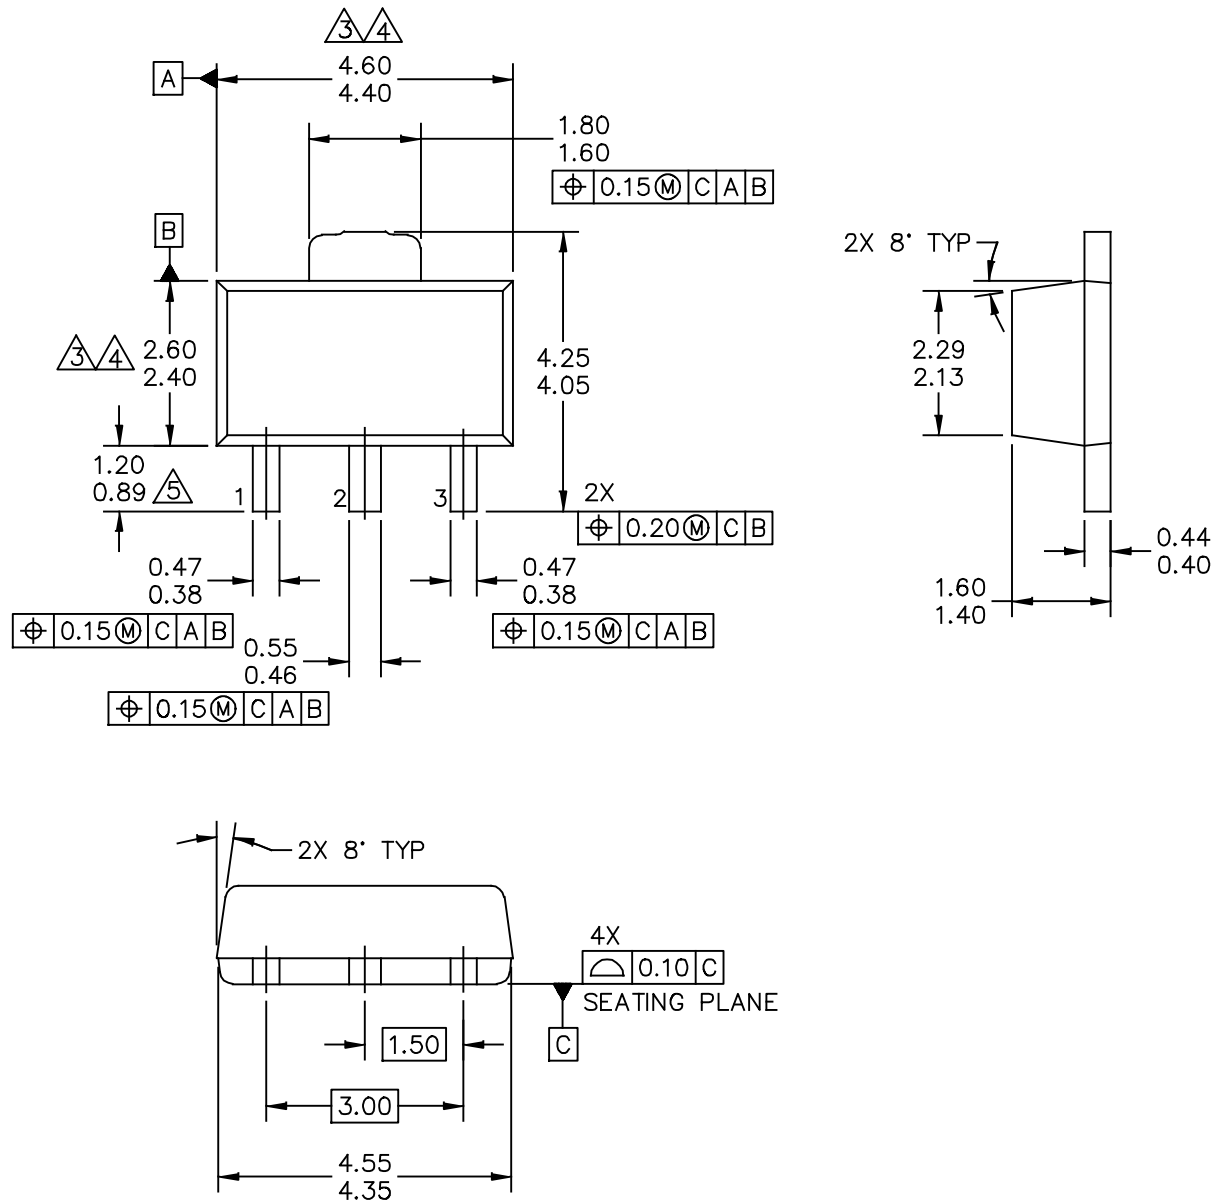 3 4
4.60
4.40
A
1.80
1.60
⌖ 0.15 Ⓜ C A B
B
2X 8° TYP
3 4
2.60
2.40
4.25
4.05
2.29
2.13
1.20
0.89 5
1
2
3
2X
⌖ 0.20 Ⓜ C B
0.44
0.40
0.47
0.38
⌖ 0.15 Ⓜ C A B
0.47
0.38
⌖ 0.15 Ⓜ C A B
1.60
1.40
0.55
0.46
⌖ 0.15 Ⓜ C A B
2X 8° TYP
4X
⌓ 0.10 C
SEATING PLANE
C
1.50
3.00
4.55
4.35